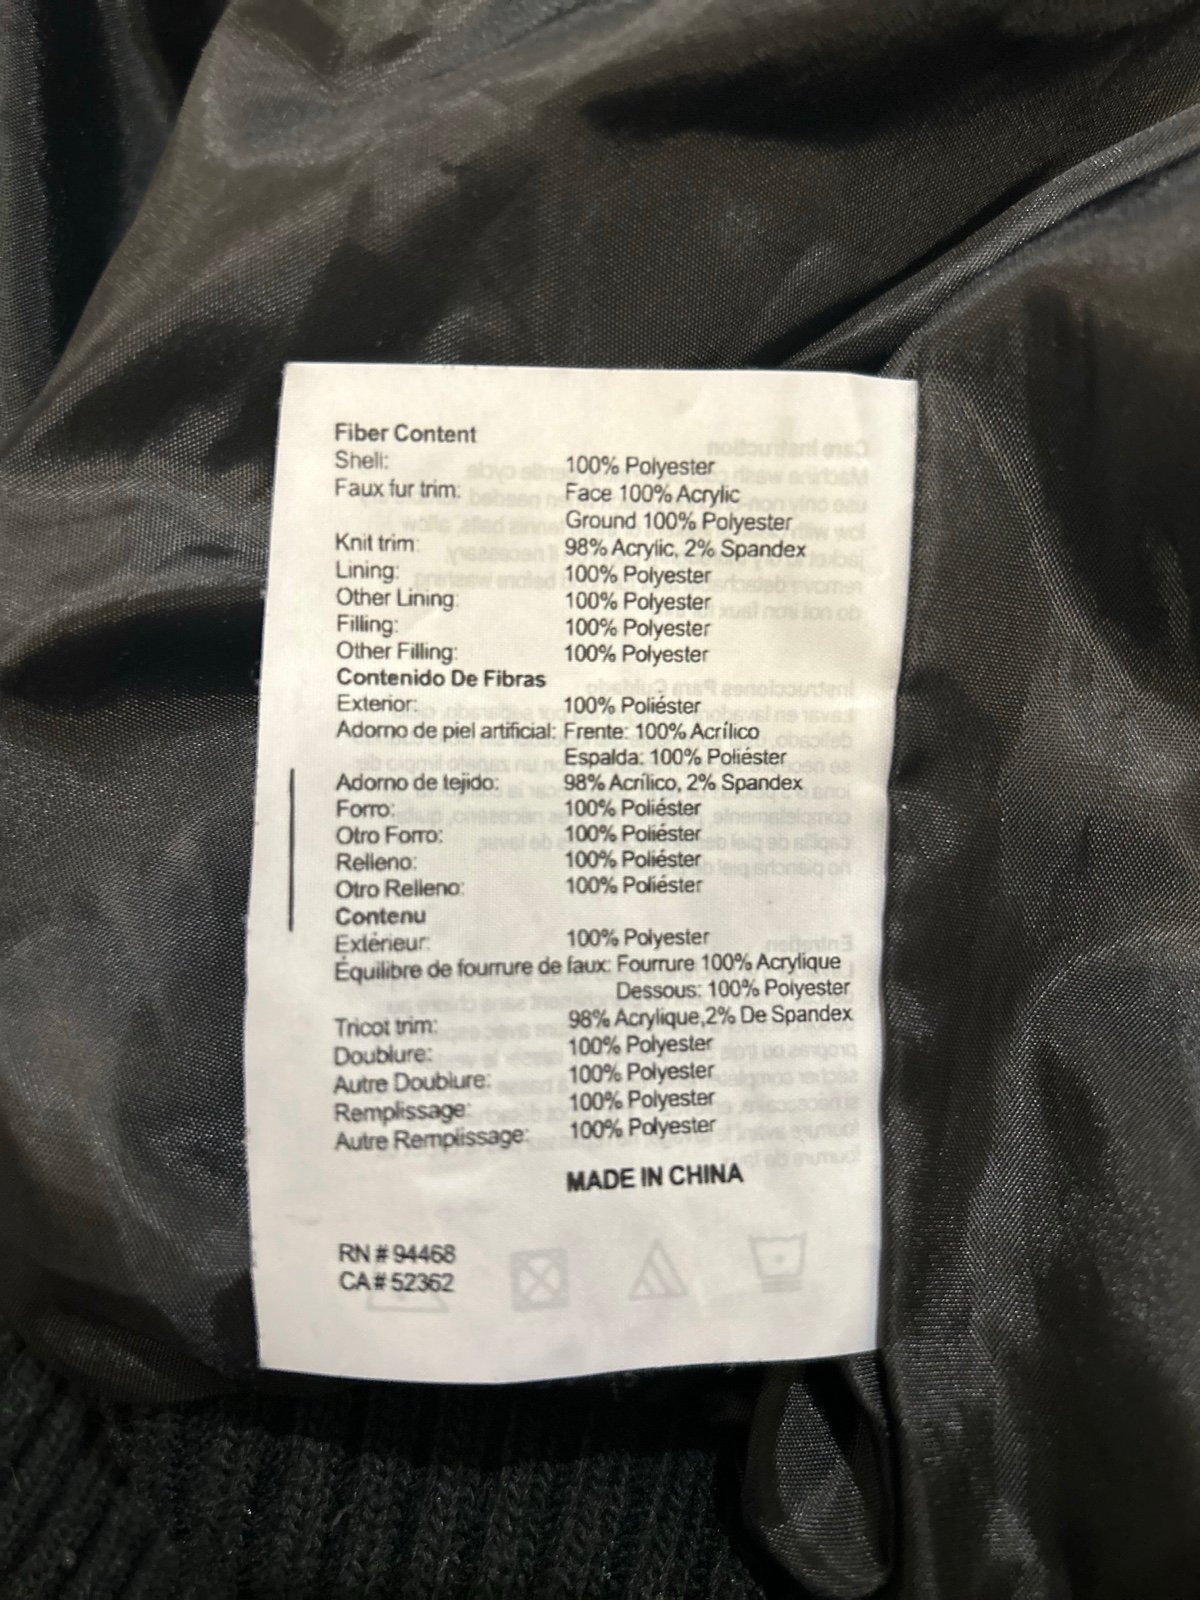 Fiber Content
Shell: 100% Polyester
Faux fur trim: Face 100% Acrylic
Ground 100% Polyester
Knit trim: 98% Acrylic, 2% Spandex
Lining: 100% Polyester
Other Lining: 100% Polyester
Filling: 100% Polyester
Other Filling: 100% Polyester
Contenido De Fibras
Exterior: 100% Poliéster
Adorno de piel artificial: Frente: 100% Acrílico
Espalda: 100% Poliéster
Adorno de tejido: 98% Acrílico, 2% Spandex
Forro: 100% Poliéster
Otro Forro: 100% Poliéster
Relleno: 100% Poliéster
Otro Relleno: 100% Poliéster
Contenu
Extérieur: 100% Polyester
Équilibre de fourrure de faux: Fourrure 100% Acrylique
Dessous: 100% Polyester
Tricot trim: 98% Acrylique,2% De Spandex
Doublure: 100% Polyester
Autre Doublure: 100% Polyester
Remplissage: 100% Polyester
Autre Remplissage: 100% Polyester
MADE IN CHINA
RN # 94468
CA # 52362